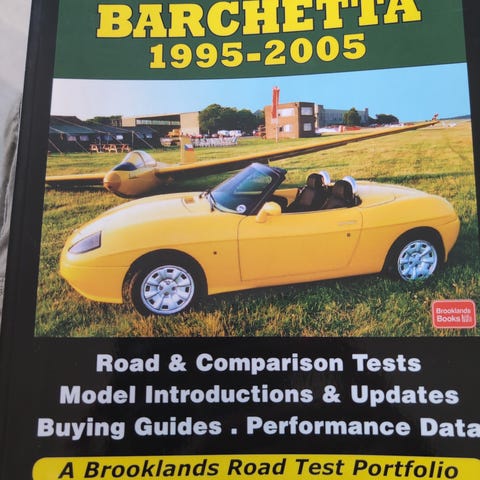 BARCHETTA
1995-2005
Brooklands
Books
Road & Comparison Tests
Model Introductions & Updates
Buying Guides . Performance Data
A Brooklands Road Test Portfolio